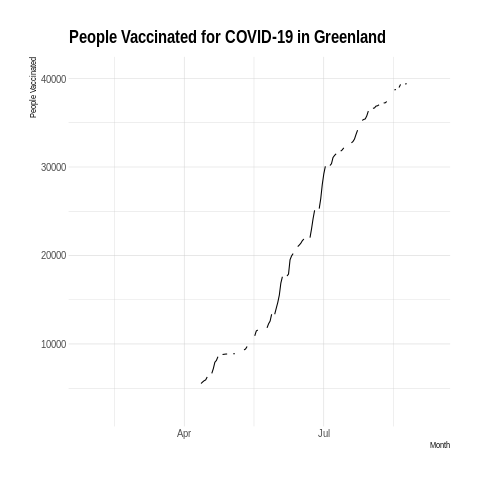 People Vaccinated for COVID-19 in Greenland
People Vaccinated
40000
30000
20000
10000
Apr
Jul
Month